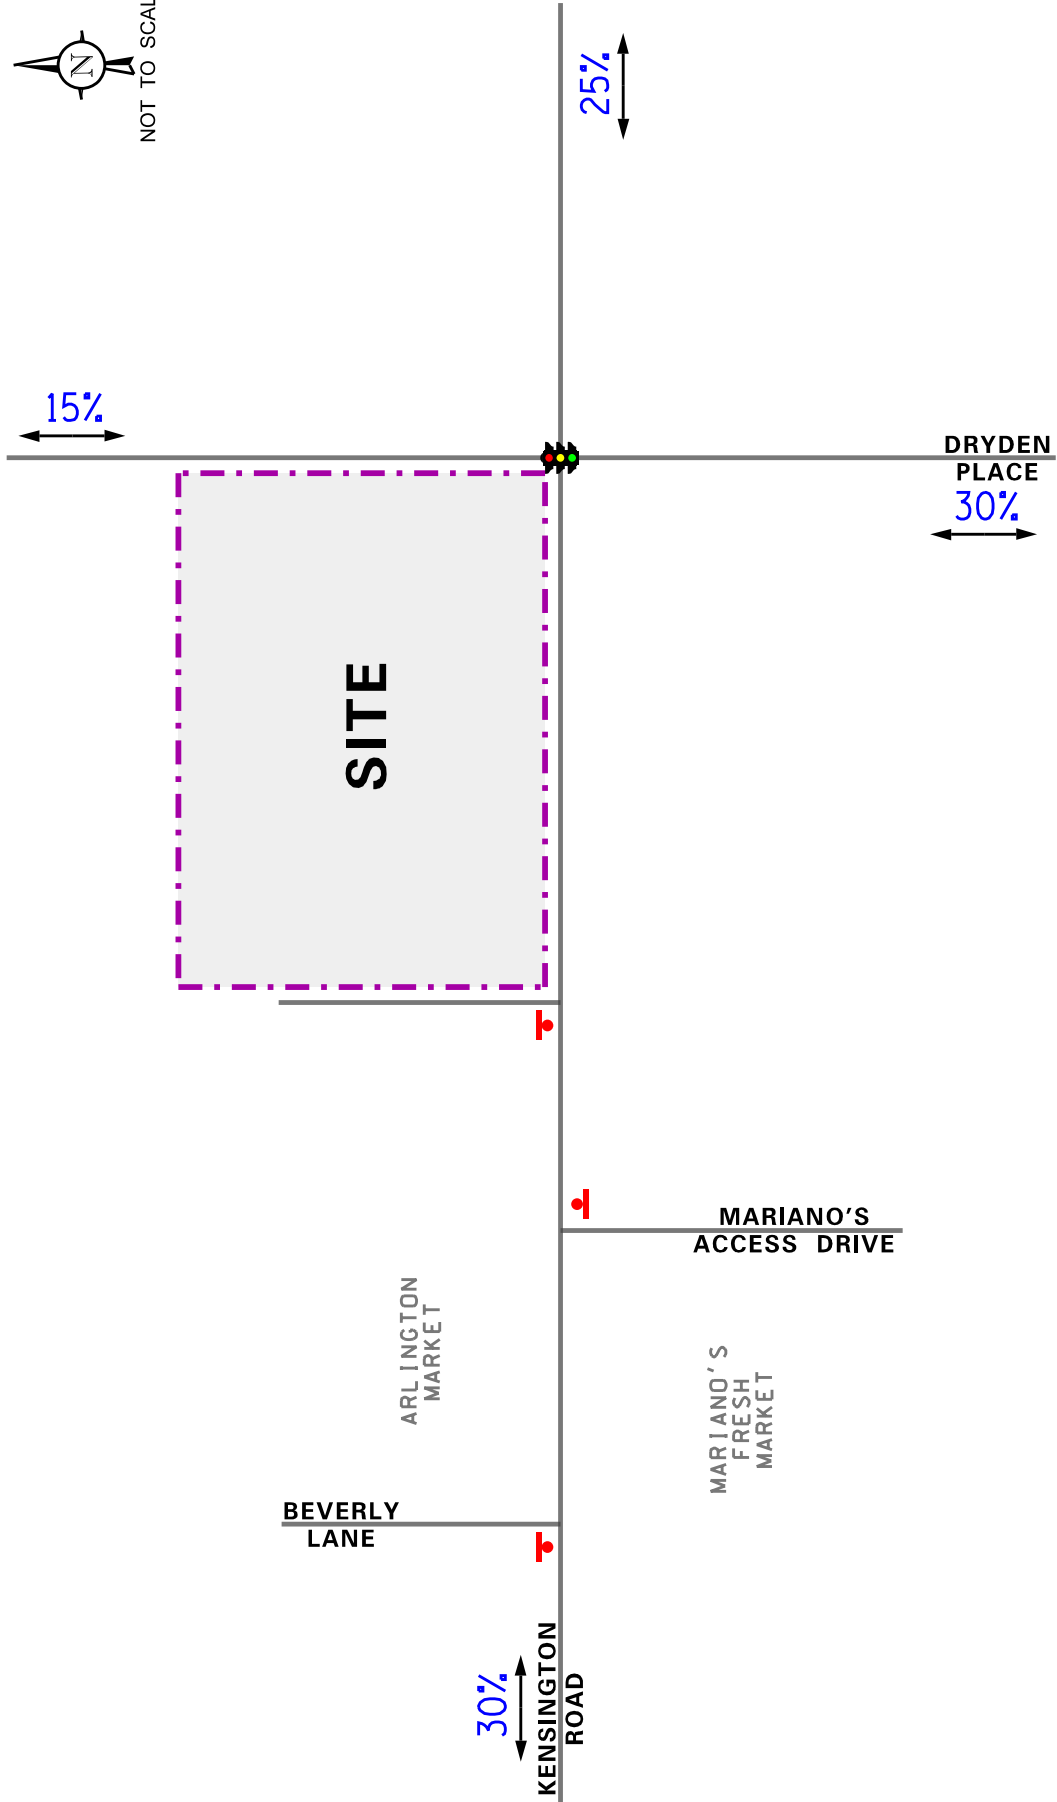 N
NOT TO SCAL
25%
15%
DRYDEN
PLACE
30%
SITE
MARIANO'S
ACCESS DRIVE
ARLINGTON
MARKET
MARIANO'S
FRESH
MARKET
BEVERLY
LANE
30%
KENSINGTON
ROAD